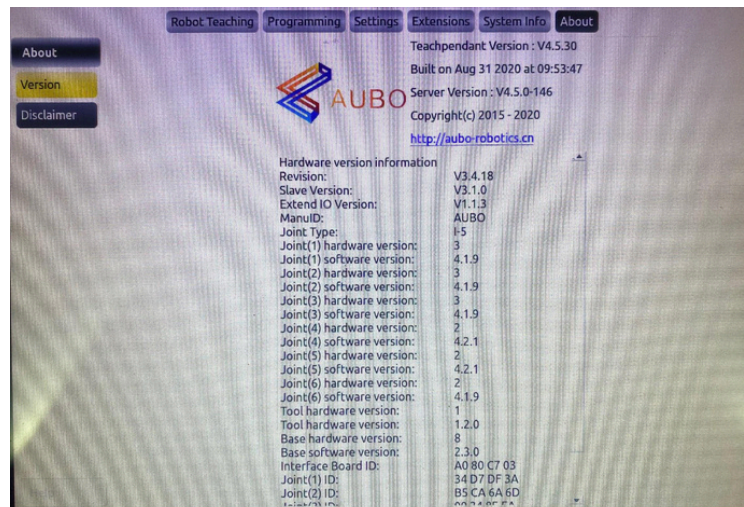 Robot Teaching Programming Settings Extensions System Info About
About
Version
Disclaimer
AUBO
Teachpendant Version : V4.5.30
Built on Aug 31 2020 at 09:53:47
Server Version : V4.5.0-146
Copyright(c) 2015 - 2020
http://aubo-robotics.cn
Hardware version information
Revision: V3.4.18
Slave Version: V3.1.0
Extend IO Version: V1.1.3
ManuID: AUBO
Joint Type: I-5
Joint(1) hardware version: 3
Joint(1) software version: 4.1.9
Joint(2) hardware version: 3
Joint(2) software version: 4.1.9
Joint(3) hardware version: 3
Joint(3) software version: 4.1.9
Joint(4) hardware version: 2
Joint(4) software version: 4.2.1
Joint(5) hardware version: 2
Joint(5) software version: 4.2.1
Joint(6) hardware version: 2
Joint(6) software version: 4.1.9
Tool hardware version: 1
Tool hardware version: 1.2.0
Base hardware version: 8
Base software version: 2.3.0
Interface Board ID: A0 80 C7 03
Joint(1) ID: 34 D7 DF 3A
Joint(2) ID: B5 CA 6A 6D